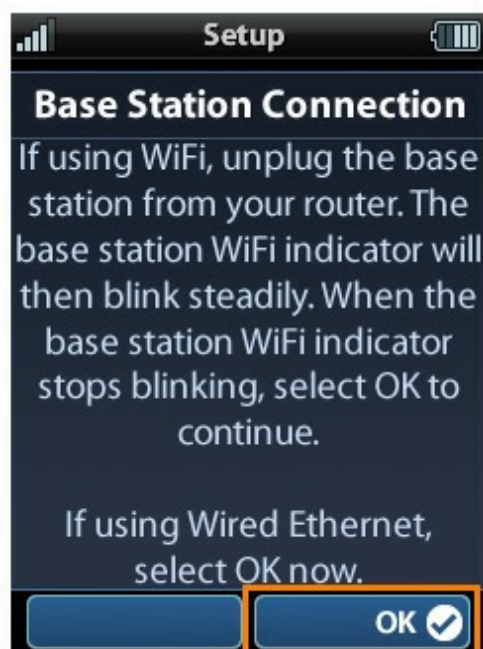 Setup
Base Station Connection
If using WiFi, unplug the base
station from your router. The
base station WiFi indicator will
then blink steadily. When the
base station WiFi indicator
stops blinking, select OK to
continue.
If using Wired Ethernet,
select OK now.
OK